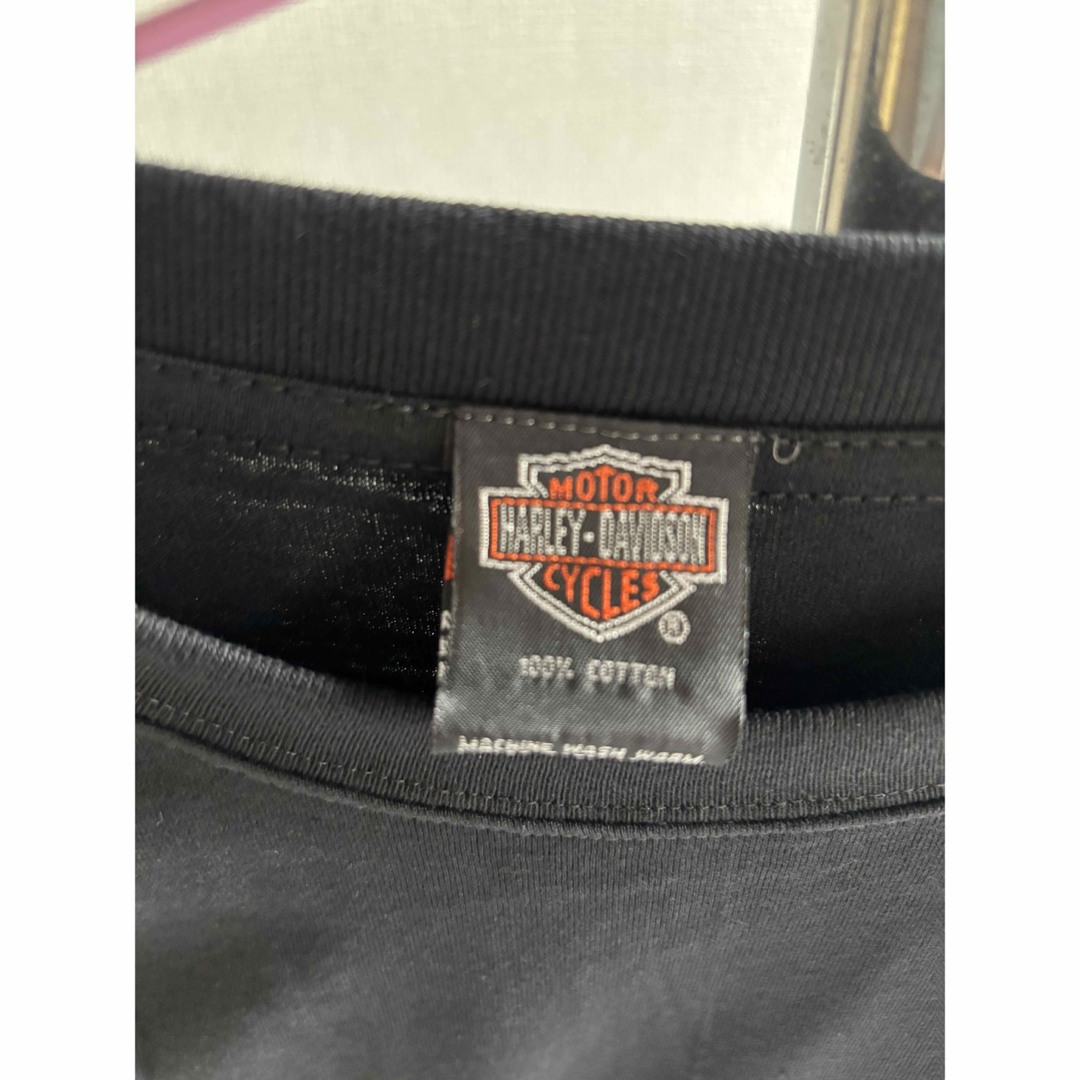 MOTOR
HARLEY-DAVIDSON
CYCLES
®
100% COTTON
MACHINE WASH WARM.